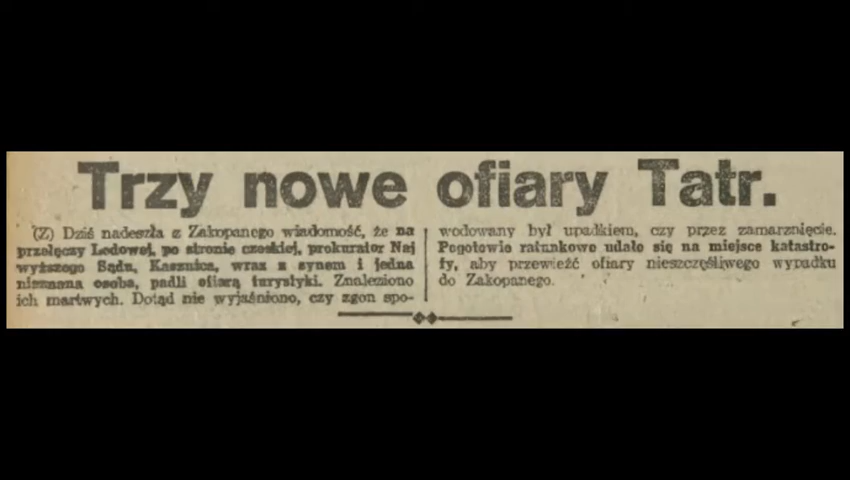 Trzy nowe ofiary Tatr.
(Z) Dziś nadeszła z Zakopanego wiadomość, że na
przełęczy Lodowej, po stronie czeskiej, prokurator Naj
wyższego Sądu, Kasznica, wraz z synem i jedna
nieznana osoba, padli ofiarą turystyki. Znaleziono
ich martwych. Dotąd nie wyjaśniono, czy zgon spo-
wodowany był upadkiem, czy przez zamarznięcie.
Pogotowie ratunkowe udało się na miejsce katastro-
fy, aby przewieźć ofiary nieszczęśliwego wypadku
do Zakopanego.